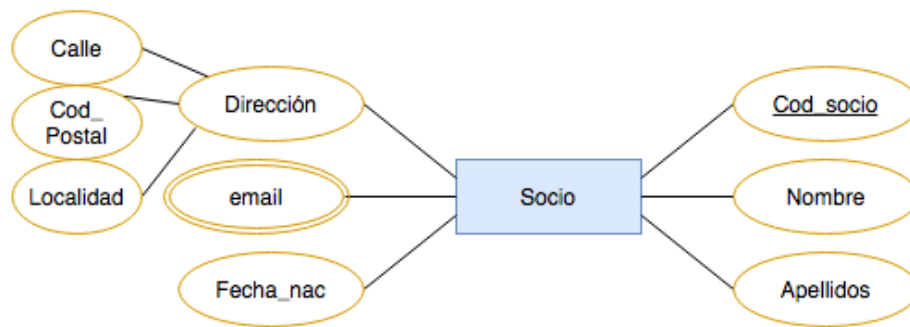 Calle
Dirección
Cod_socio
Cod_
Postal
Localidad
email
Socio
Nombre
Fecha_nac
Apellidos